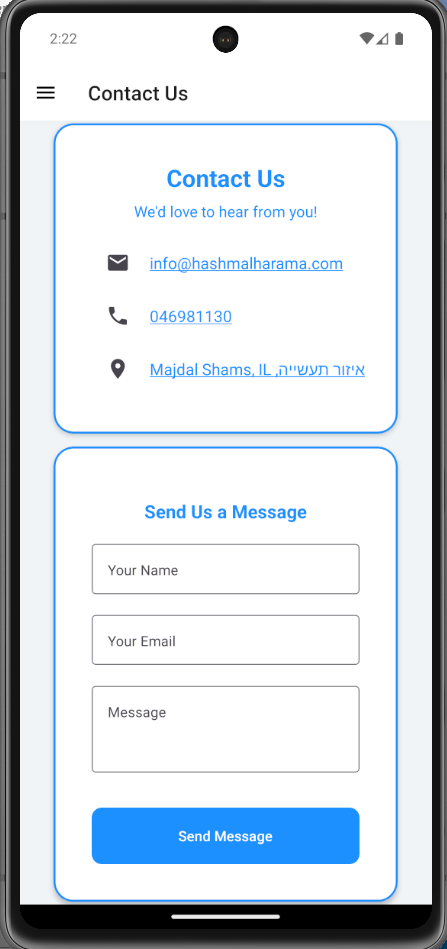 2:22
Contact Us
Contact Us
We'd love to hear from you!
info@hashmalharama.com
046981130
איזור תעשייה, Majdal Shams, IL
Send Us a Message
Your Name
Your Email
Message
Send Message